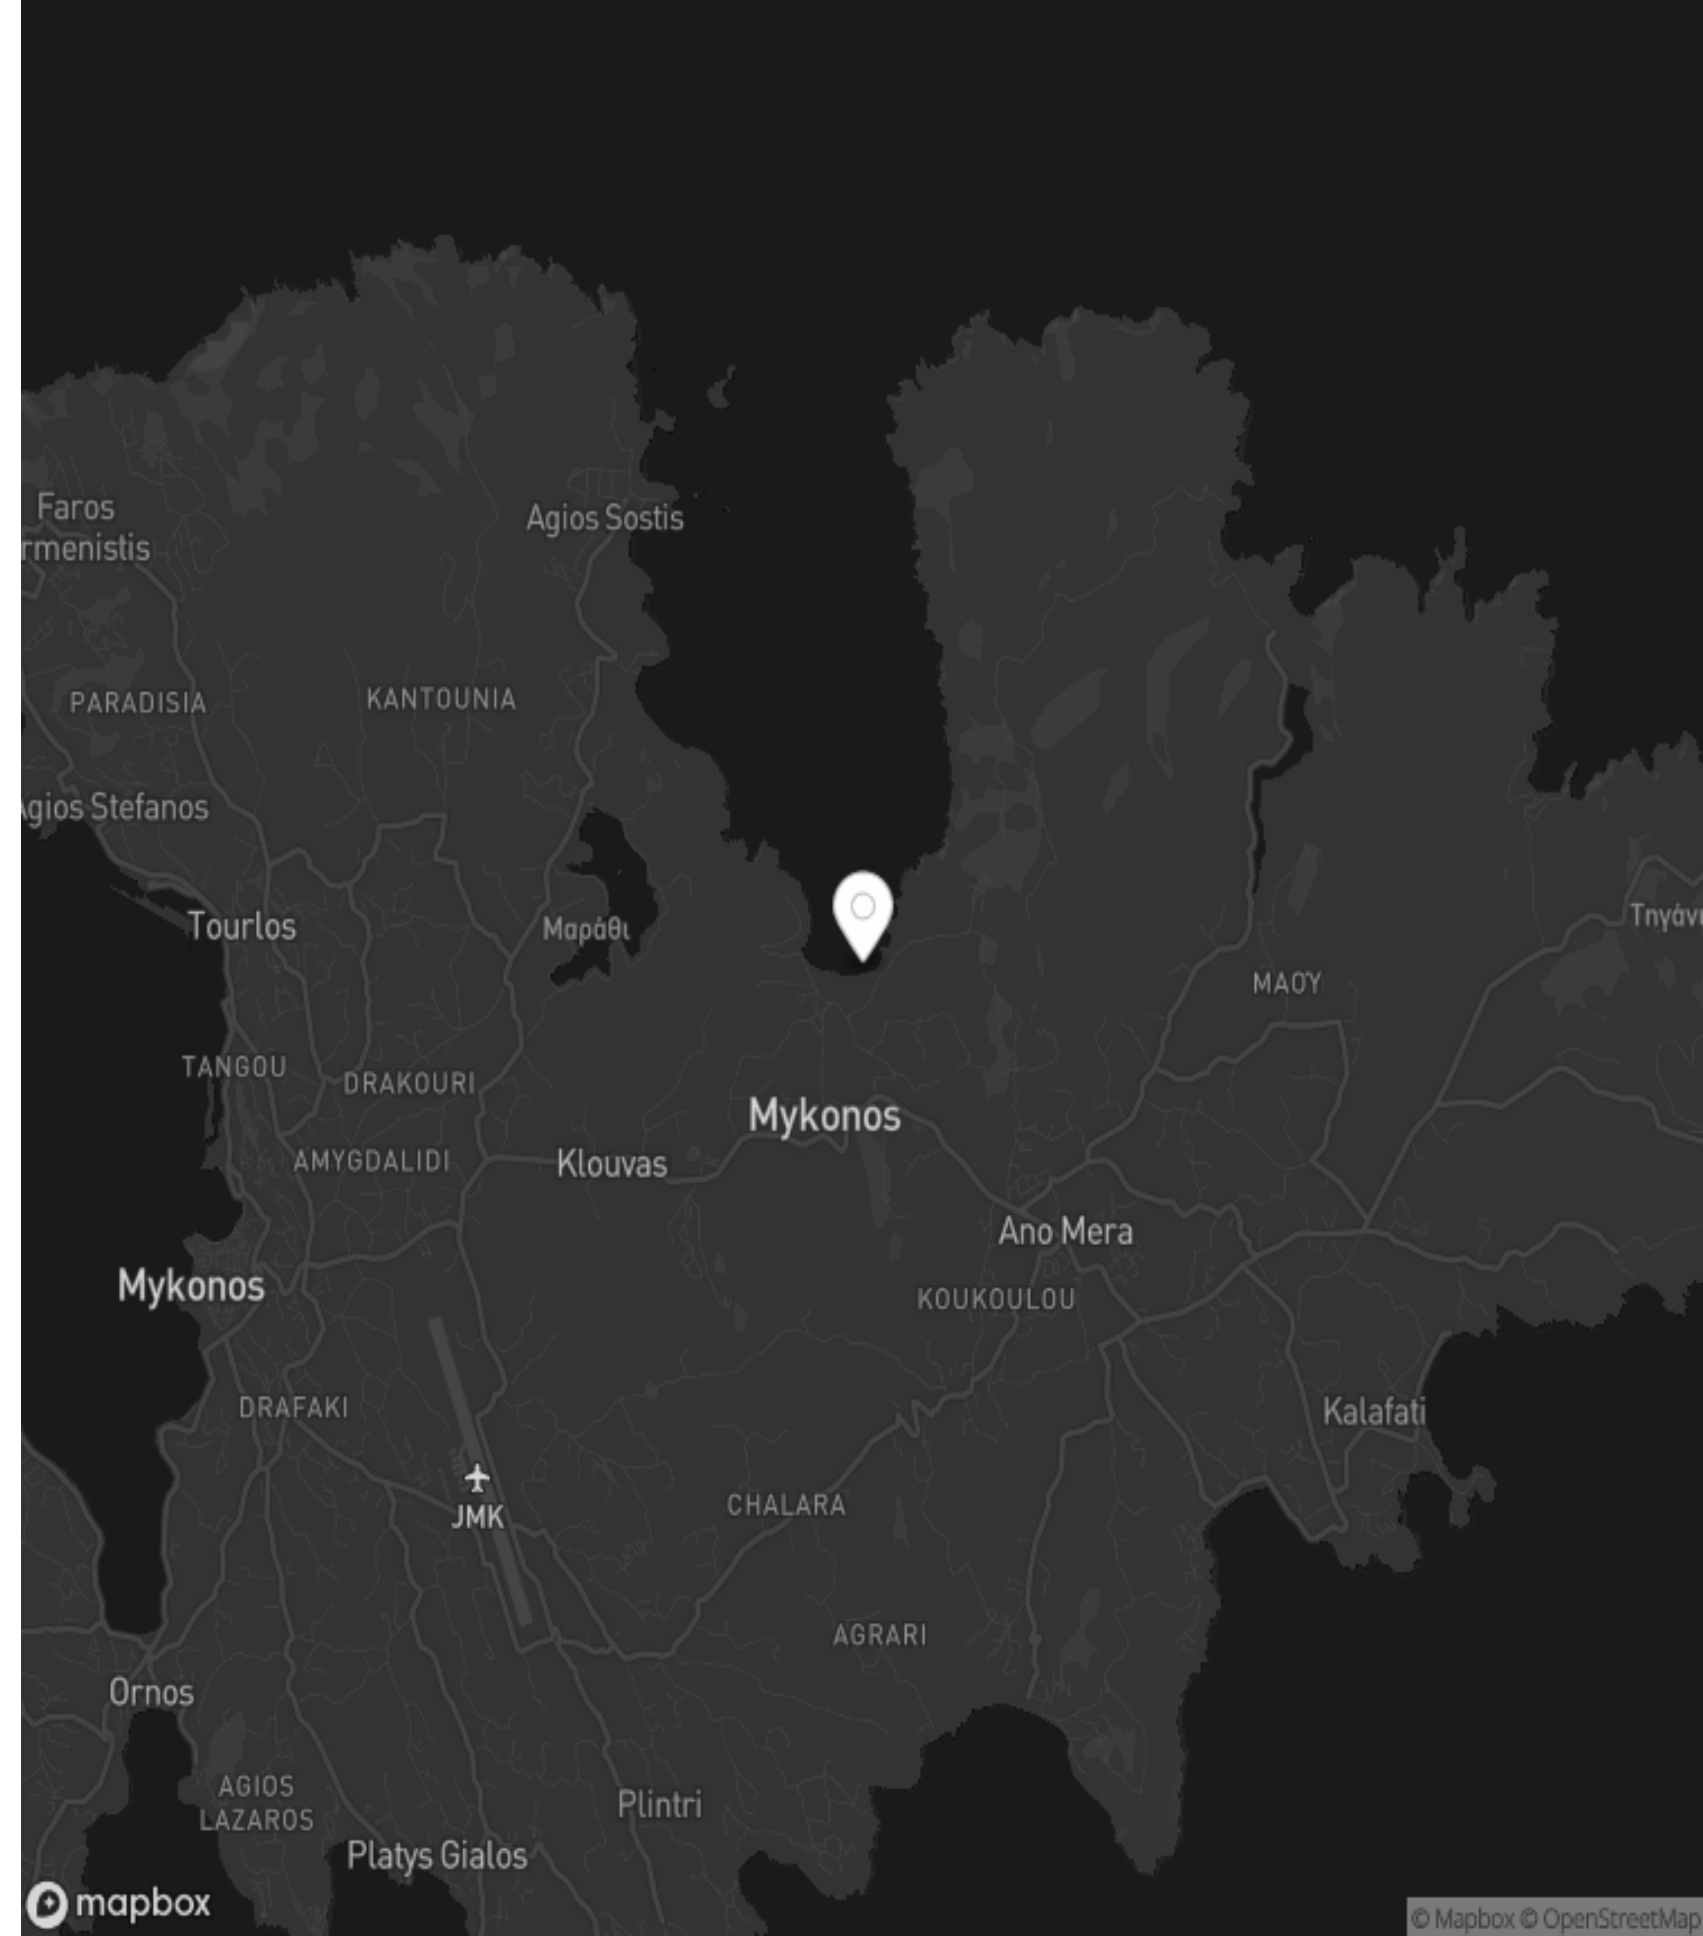 Faros
rmenistis
Agios Sostis
PARADISIA
KANTOUNIA
Agios Stefanos
Tourlos
Μαράθι
Τηγάνι
ΜΑΟΎ
TANGOU
DRAKOURI
Mykonos
AMYGDALIDI
Klouvas
Ano Mera
Mykonos
KOUKOULOU
DRAFAKI
Kalafati
JMK
CHALARA
AGRARI
Ornos
AGIOS
LAZAROS
Plintri
Platys Gialos
mapbox
© Mapbox © OpenStreetMap